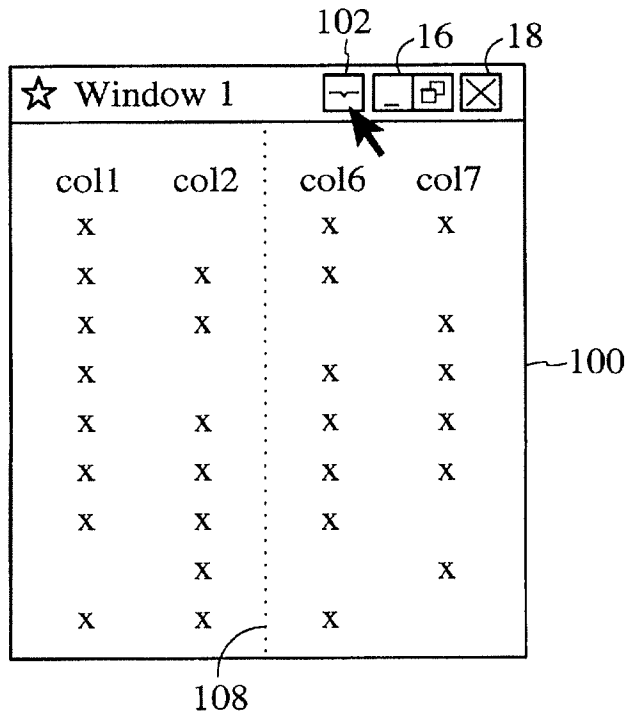 102 16 18
Window 1
col1 col2 col6 col7
x x x
x x x
x x x
x x x
x x x x
x x x x
x x x
x x
x x x
100
108